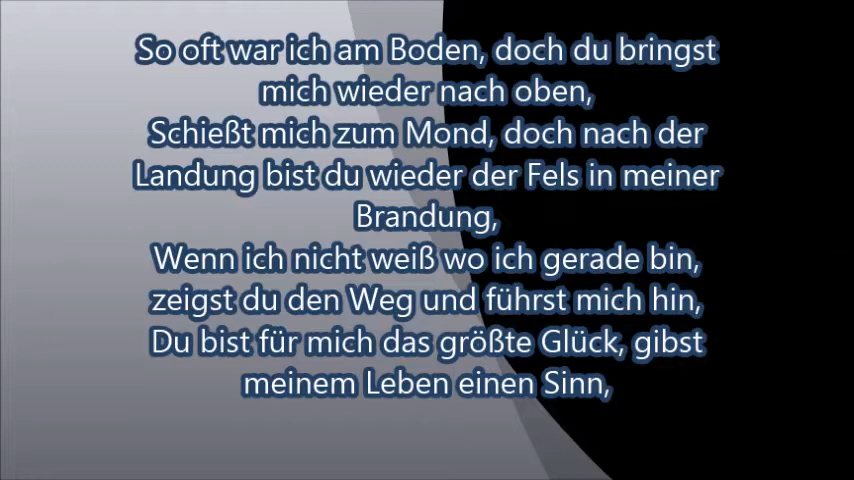 So oft war ich am Boden, doch du bringst
mich wieder nach oben,
Schießt mich zum Mond, doch nach der
Landung bist du wieder der Fels in meiner
Brandung,
Wenn ich nicht weiß wo ich gerade bin,
zeigst du den Weg und führst mich hin,
Du bist für mich das größte Glück, gibst
meinem Leben einen Sinn,